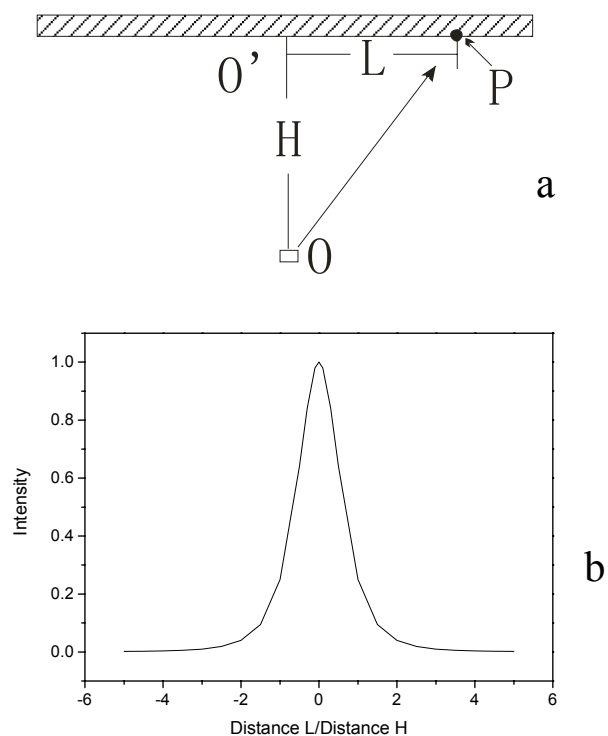 O’
L
P
H
a
O
1.0
0.8
0.6
0.4
0.2
0.0
Intensity
b
-6 -4 -2 0 2 4 6
Distance L/Distance H